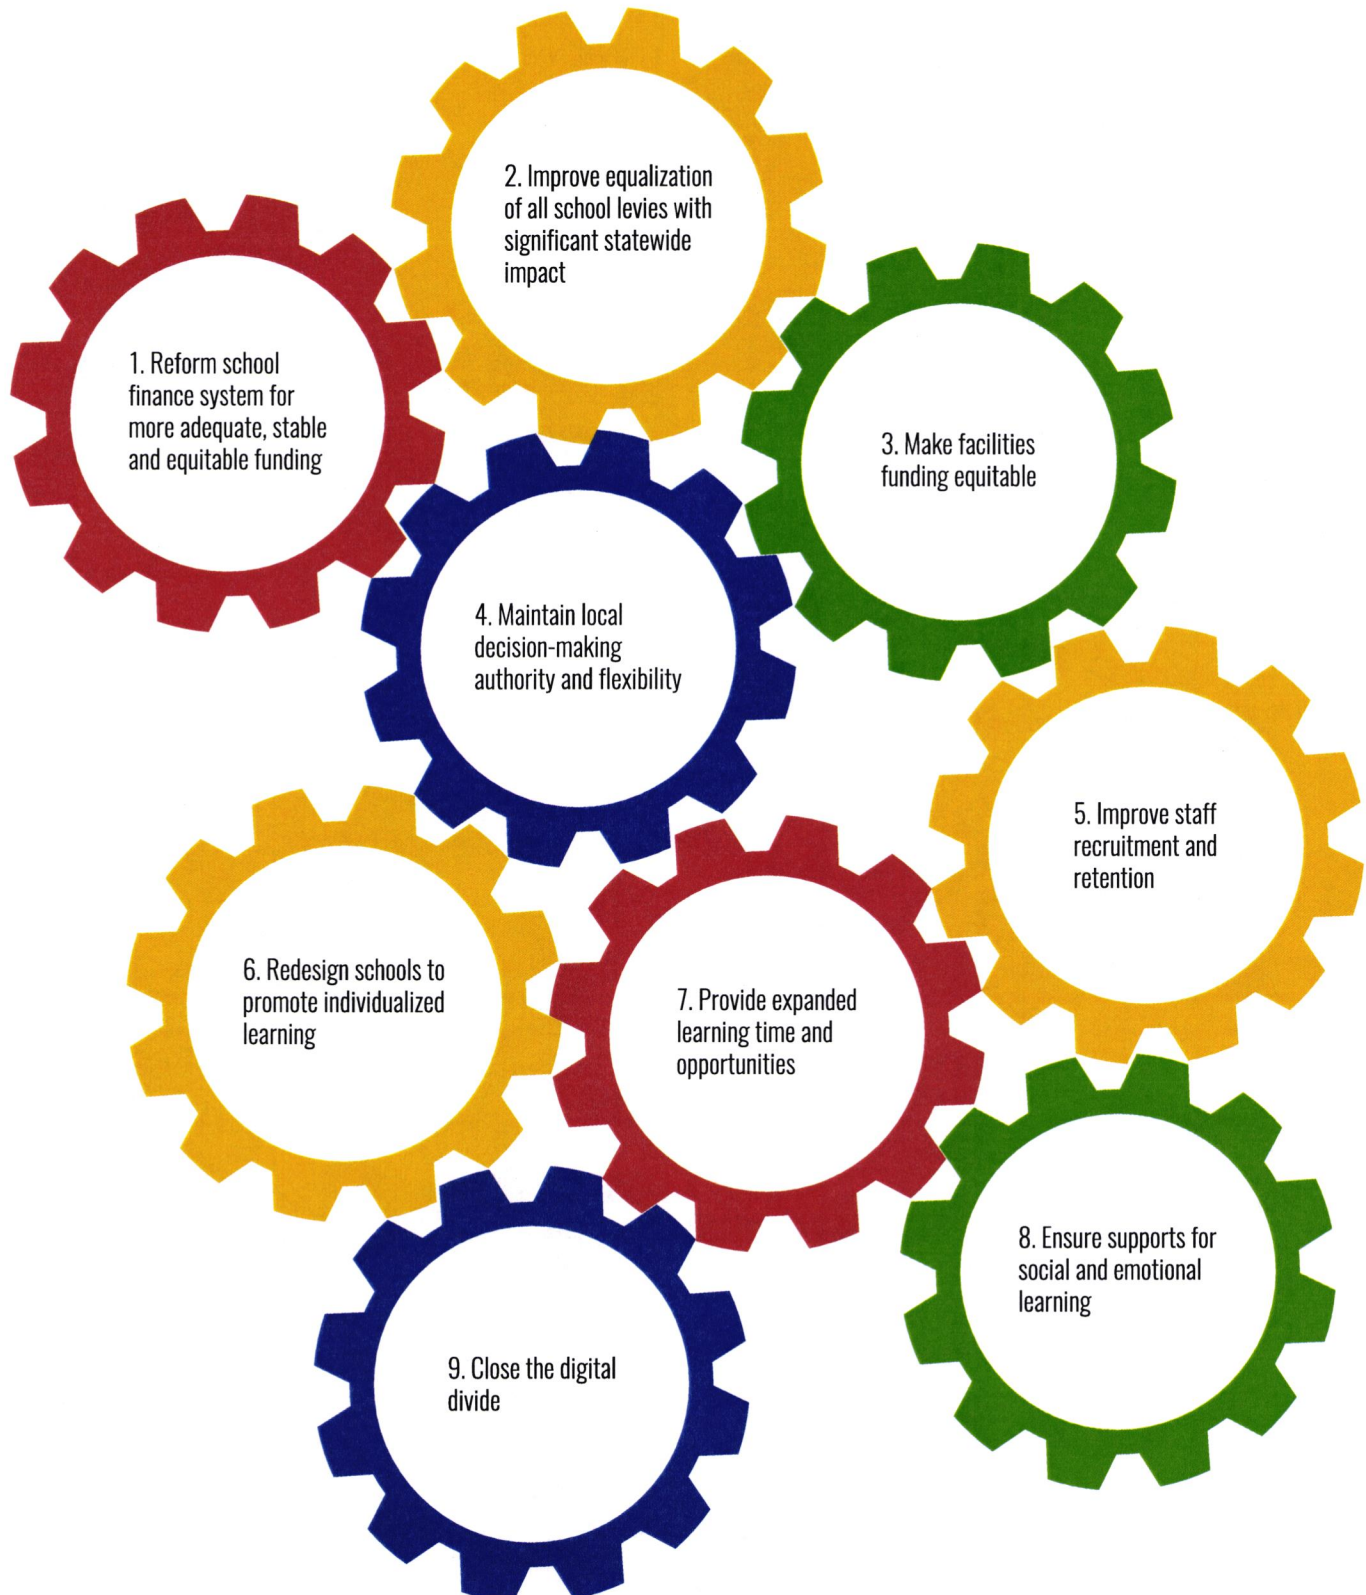 1. Reform school
finance system for
more adequate, stable
and equitable funding
2. Improve equalization
of all school levies with
significant statewide
impact
3. Make facilities
funding equitable
4. Maintain local
decision-making
authority and flexibility
5. Improve staff
recruitment and
retention
6. Redesign schools to
promote individualized
learning
7. Provide expanded
learning time and
opportunities
8. Ensure supports for
social and emotional
learning
9. Close the digital
divide